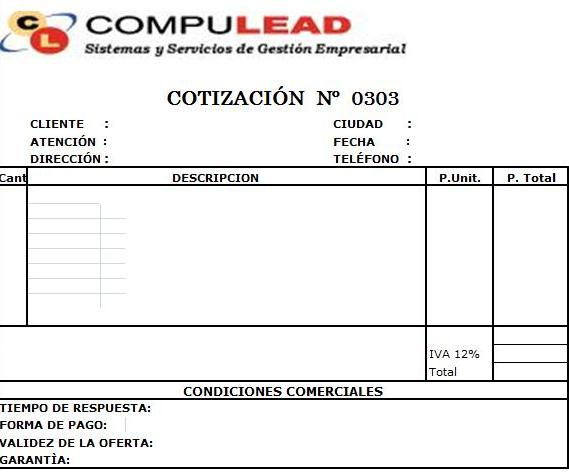 CL COMPULEAD
Sistemas y Servicios de Gestión Empresarial
COTIZACIÓN Nº 0303
CLIENTE : CIUDAD :
ATENCIÓN : FECHA :
DIRECCIÓN : TELÉFONO :
Cant DESCRIPCION P.Unit. P. Total
IVA 12%
Total
CONDICIONES COMERCIALES
TIEMPO DE RESPUESTA:
FORMA DE PAGO:
VALIDEZ DE LA OFERTA:
GARANTÌA: